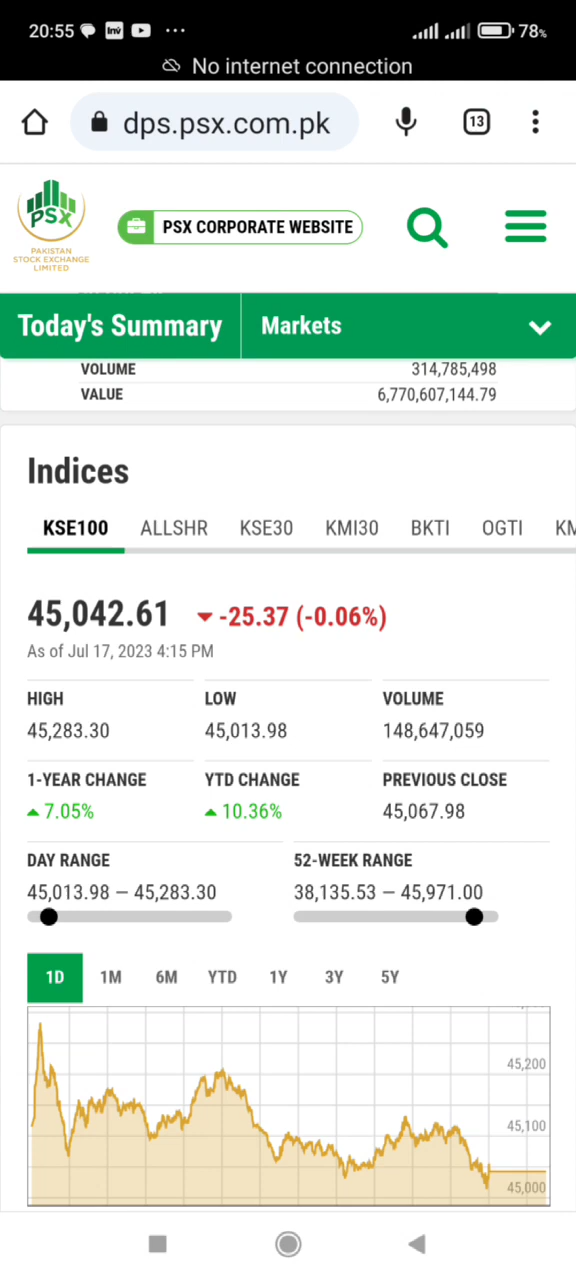 20:55 inv ... 78%
No internet connection
dps.psx.com.pk 13
PSX
PAKISTAN
STOCK EXCHANGE
LIMITED
PSX CORPORATE WEBSITE
Today's Summary Markets
VOLUME 314,785,498
VALUE 6,770,607,144.79
Indices
KSE100 ALLSHR KSE30 KMI30 BKTI OGTI KM
45,042.61 -25.37 (-0.06%)
As of Jul 17, 2023 4:15 PM
HIGH LOW VOLUME
45,283.30 45,013.98 148,647,059
1-YEAR CHANGE YTD CHANGE PREVIOUS CLOSE
7.05% 10.36% 45,067.98
DAY RANGE 52-WEEK RANGE
45,013.98 — 45,283.30 38,135.53 — 45,971.00
1D 1M 6M YTD 1Y 3Y 5Y
45,200
45,100
45,000